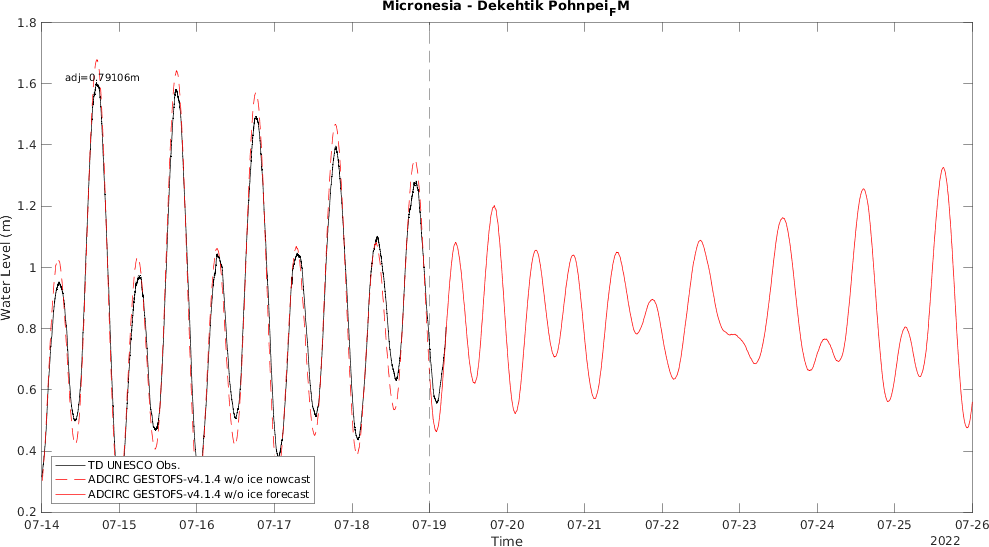 Micronesia - Dekehtik Pohnpei_FM
adj=0.79106m
Water Level (m)
1.8
1.6
1.4
1.2
1
0.8
0.6
0.4
0.2
TD UNESCO Obs.
ADCIRC GESTOFS-v4.1.4 w/o ice nowcast
ADCIRC GESTOFS-v4.1.4 w/o ice forecast
07-14 07-15 07-16 07-17 07-18 07-19 07-20 07-21 07-22 07-23 07-24 07-25 07-26
Time
2022